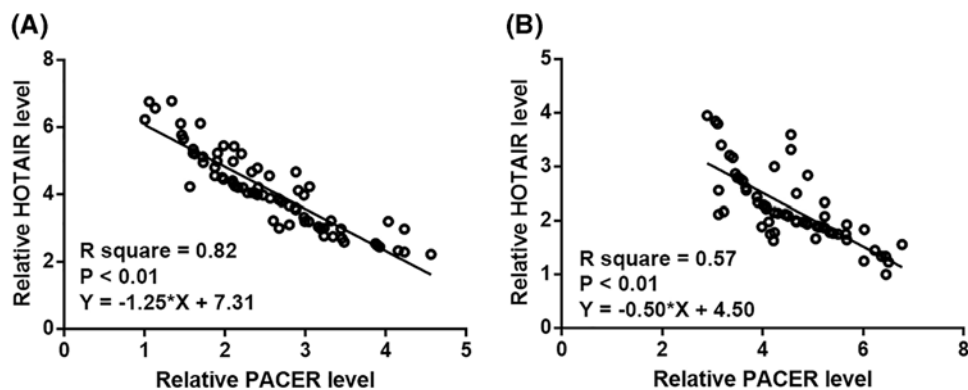 (A)
Relative HOTAIR level
8
6
4
2
0
R square = 0.82
P < 0.01
Y = -1.25*X + 7.31
0 1 2 3 4 5
Relative PACER level
(B)
Relative HOTAIR level
5
4
3
2
1
0
R square = 0.57
P < 0.01
Y = -0.50*X + 4.50
0 2 4 6 8
Relative PACER level